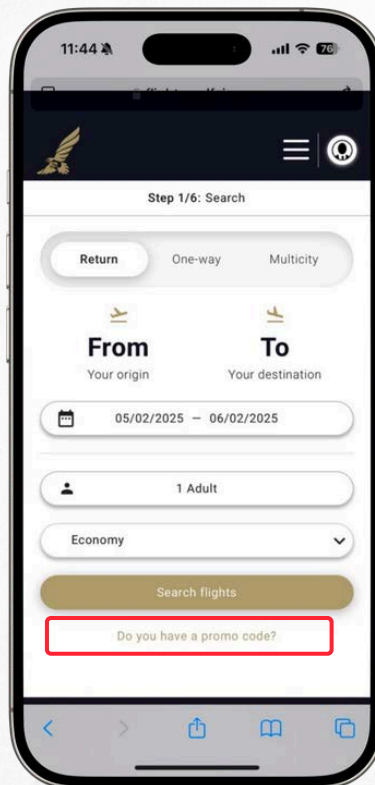 11:44
76
Step 1/6: Search
Return One-way Multicity
From To
Your origin Your destination
05/02/2025 – 06/02/2025
1 Adult
Economy
Search flights
Do you have a promo code?